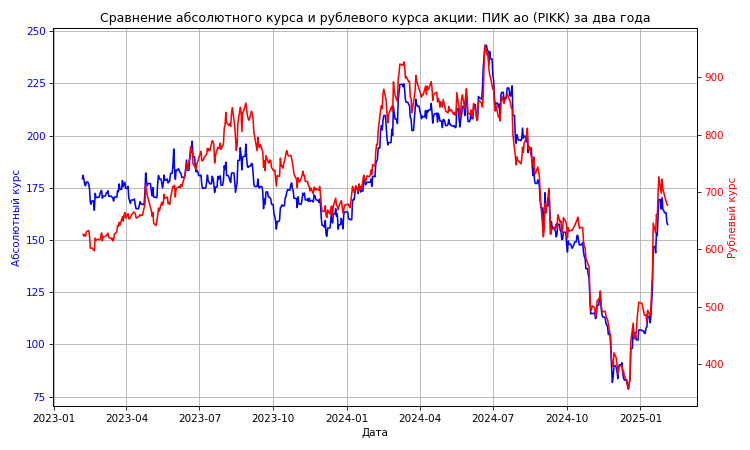 Сравнение абсолютного курса и рублевого курса акции: ПИК ао (PIKK) за два года
250
225
200
175
150
125
100
75
Абсолютный курс
900
800
700
600
500
400
Рублевый курс
2023-01 2023-04 2023-07 2023-10 2024-01 2024-04 2024-07 2024-10 2025-01
Дата